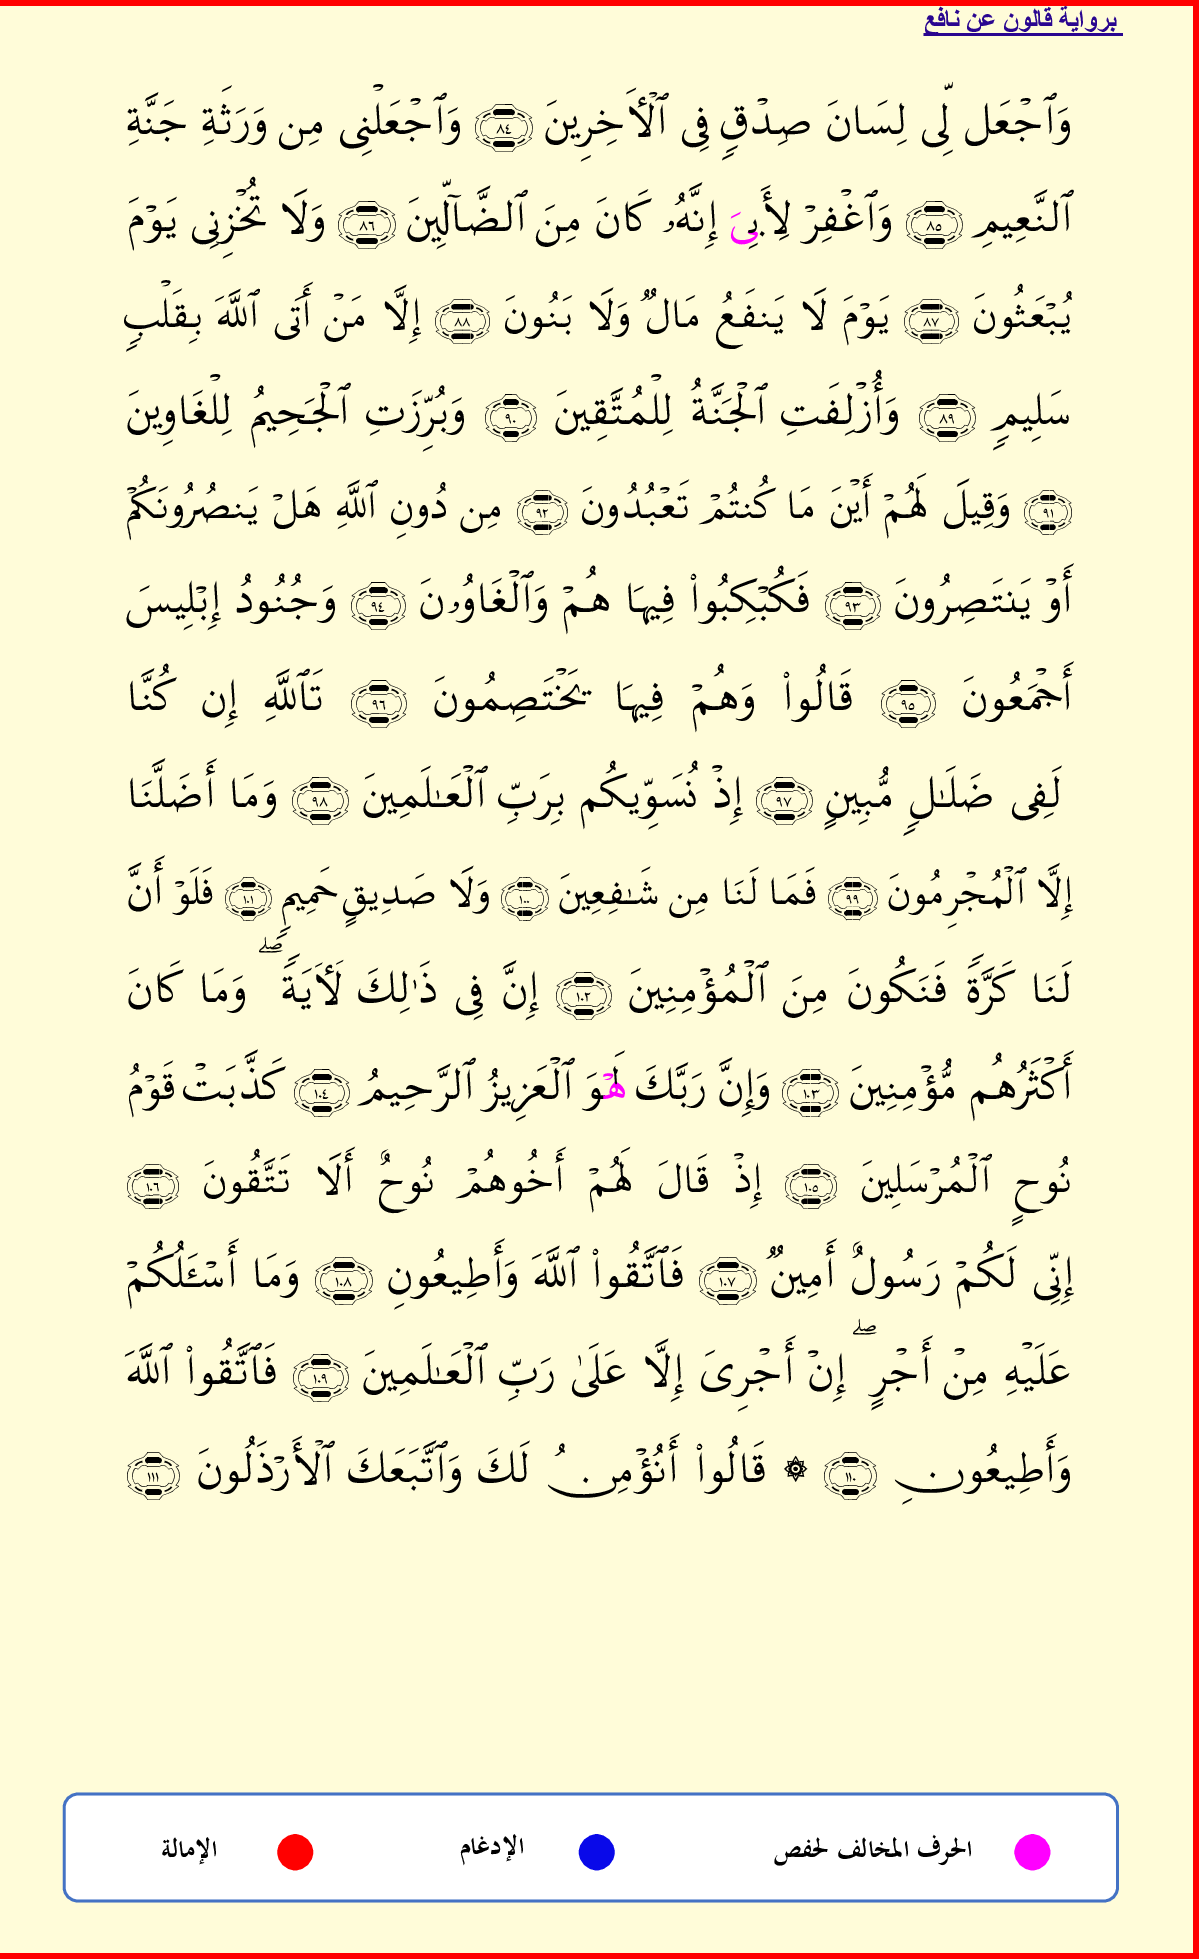 برواية قالون عن نافع
وَٱجۡعَل لِّي لِسَانَ صِدۡقٖ فِي ٱلۡأٓخِرِينَ ٨٤ وَٱجۡعَلۡنِي مِن وَرَثَةِ جَنَّةِ
ٱلنَّعِيمِ ٨٥ وَٱغۡفِرۡ لِأَبِيَ إِنَّهُۥ كَانَ مِنَ ٱلضَّآلِّينَ ٨٦ وَلَا تُخۡزِنِي يَوۡمَ
يُبۡعَثُونَ ٨٧ يَوۡمَ لَا يَنفَعُ مَالٞ وَلَا بَنُونَ ٨٨ إِلَّا مَنۡ أَتَى ٱللَّهَ بِقَلۡبٖ
سَلِيمٖ ٨٩ وَأُزۡلِفَتِ ٱلۡجَنَّةُ لِلۡمُتَّقِينَ ٩٠ وَبُرِّزَتِ ٱلۡجَحِيمُ لِلۡغَاوِينَ
٩١ وَقِيلَ لَهُمۡ أَيۡنَ مَا كُنتُمۡ تَعۡبُدُونَ ٩٢ مِن دُونِ ٱللَّهِ هَلۡ يَنصُرُونَكُمۡ
أَوۡ يَنتَصِرُونَ ٩٣ فَكُبۡكِبُواْ فِيهَا هُمۡ وَٱلۡغَاوُۥنَ ٩٤ وَجُنُودُ إِبۡلِيسَ
أَجۡمَعُونَ ٩٥ قَالُواْ وَهُمۡ فِيهَا يَخۡتَصِمُونَ ٩٦ تَٱللَّهِ إِن كُنَّا
لَفِي ضَلَٰلٖ مُّبِينٍ ٩٧ إِذۡ نُسَوِّيكُم بِرَبِّ ٱلۡعَٰلَمِينَ ٩٨ وَمَا أَضَلَّنَا
إِلَّا ٱلۡمُجۡرِمُونَ ٩٩ فَمَا لَنَا مِن شَٰفِعِينَ ١٠٠ وَلَا صَدِيقٍ حَمِيمٖ ١٠١ فَلَوۡ أَنَّ
لَنَا كَرَّةٗ فَنَكُونَ مِنَ ٱلۡمُؤۡمِنِينَ ١٠٢ إِنَّ فِي ذَٰلِكَ لَأٓيَةٗۖ وَمَا كَانَ
أَكۡثَرُهُم مُّؤۡمِنِينَ ١٠٣ وَإِنَّ رَبَّكَ لَهۡوَ ٱلۡعَزِيزُ ٱلرَّحِيمُ ١٠٤ كَذَّبَتۡ قَوۡمُ
نُوحٍ ٱلۡمُرۡسَلِينَ ١٠٥ إِذۡ قَالَ لَهُمۡ أَخُوهُمۡ نُوحٌ أَلَا تَتَّقُونَ ١٠٦
إِنِّي لَكُمۡ رَسُولٌ أَمِينٞ ١٠٧ فَٱتَّقُواْ ٱللَّهَ وَأَطِيعُونِ ١٠٨ وَمَا أَسۡـَٔلُكُمۡ
عَلَيۡهِ مِنۡ أَجۡرٍۖ إِنۡ أَجۡرِيَ إِلَّا عَلَىٰ رَبِّ ٱلۡعَٰلَمِينَ ١٠٩ فَٱتَّقُواْ ٱللَّهَ
وَأَطِيعُونِ ١١٠ ۞ قَالُواْ أَنُؤۡمِنُ لَكَ وَٱتَّبَعَكَ ٱلۡأَرۡذَلُونَ ١١١
الحرف المخالف لحفص الإدغام الإمالة